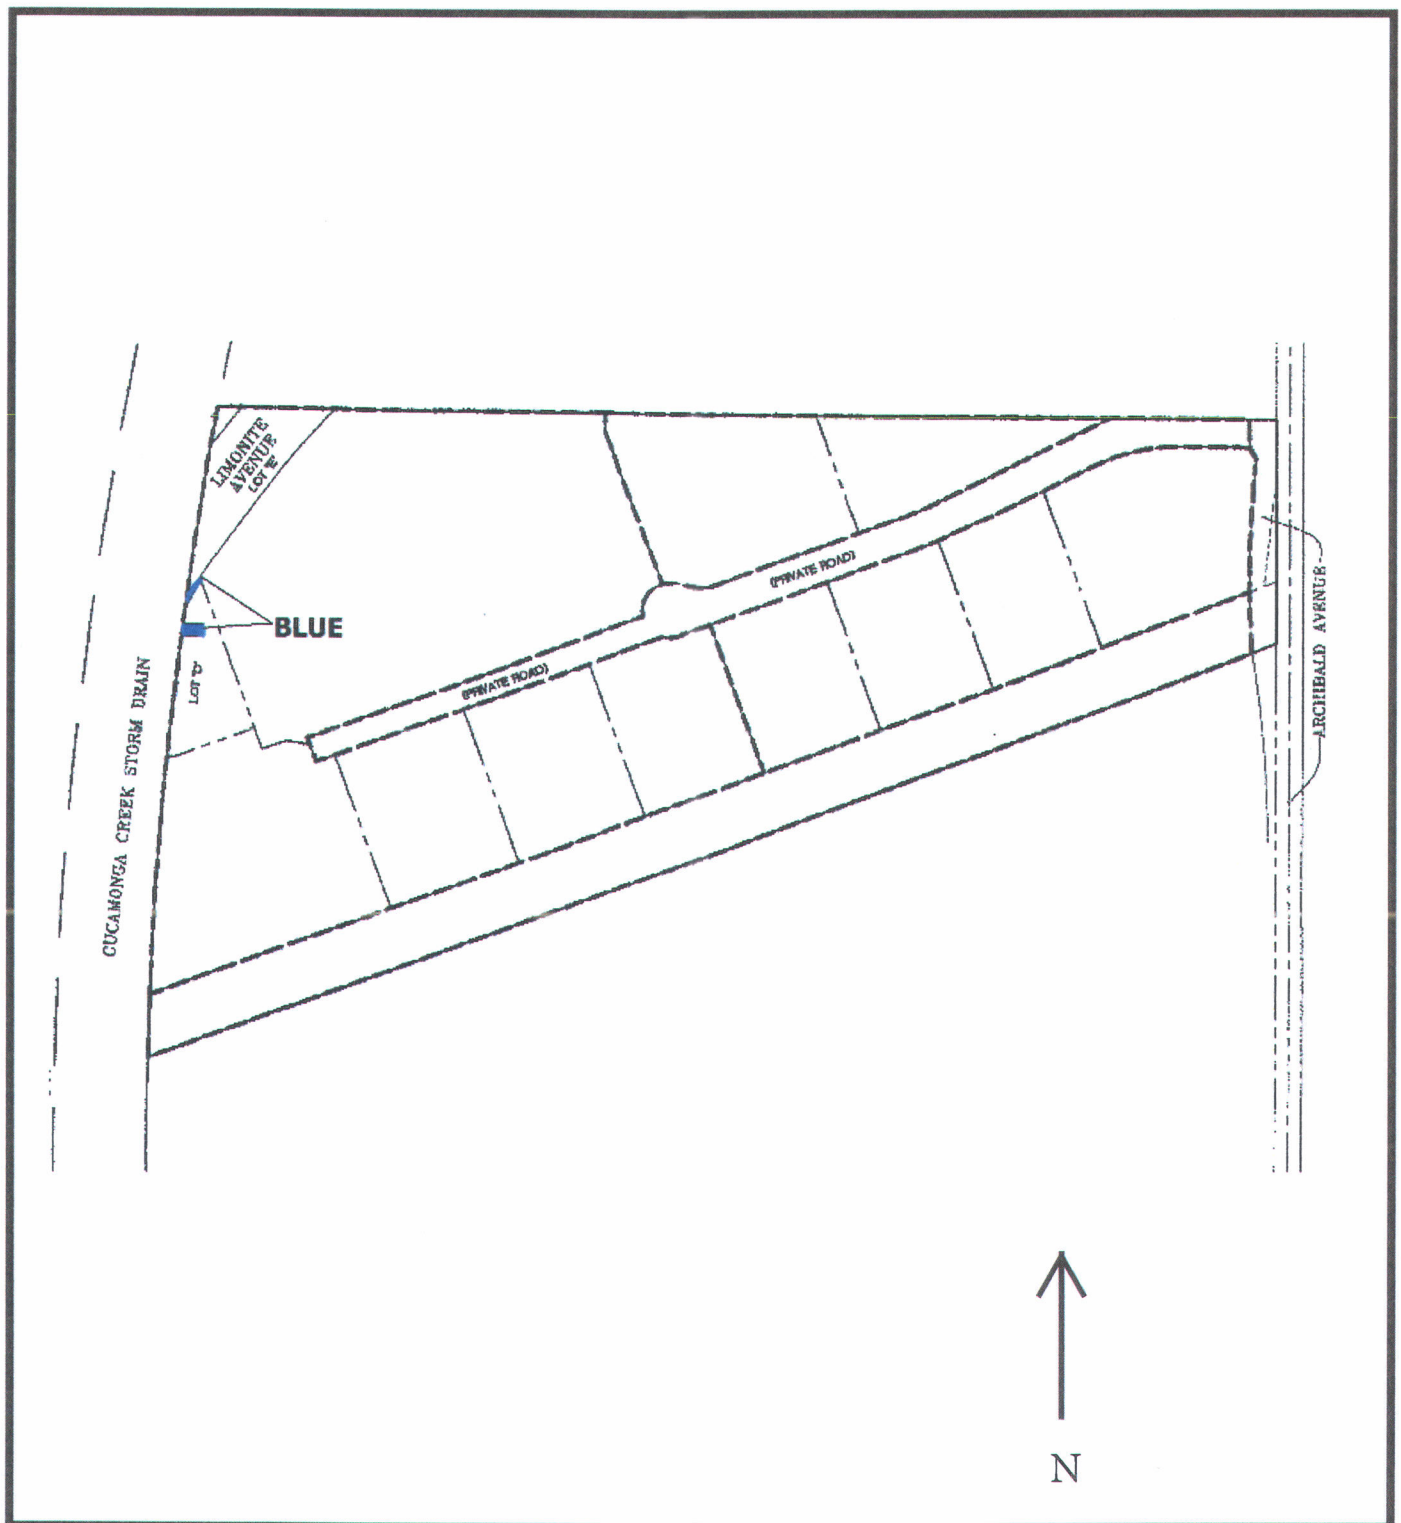 LIMONITE
AVENUE
LOT "E"
BLUE
LOT "D"
(PRIVATE ROAD)
(PRIVATE ROAD)
CUCAMONGA CREEK STORM DRAIN
ARCHIBALD AVENUE
N